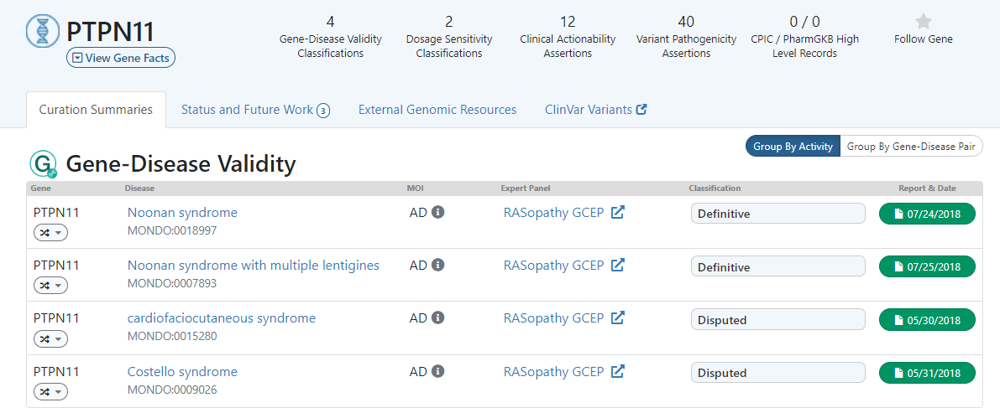 PTPN11
View Gene Facts
4
Gene-Disease Validity
Classifications
2
Dosage Sensitivity
Classifications
12
Clinical Actionability
Assertions
40
Variant Pathogenicity
Assertions
0 / 0
CPIC / PharmGKB High
Level Records
Follow Gene
Curation Summaries
Status and Future Work 3
External Genomic Resources
ClinVar Variants
Group By Activity
Group By Gene-Disease Pair
G
Gene-Disease Validity
Gene Disease MOI Expert Panel Classification Report & Date
PTPN11 Noonan syndrome AD RASopathy GCEP Definitive 07/24/2018
MONDO:0018997
PTPN11 Noonan syndrome with multiple lentigines AD RASopathy GCEP Definitive 07/25/2018
MONDO:0007893
PTPN11 cardiofaciocutaneous syndrome AD RASopathy GCEP Disputed 05/30/2018
MONDO:0015280
PTPN11 Costello syndrome AD RASopathy GCEP Disputed 05/31/2018
MONDO:0009026